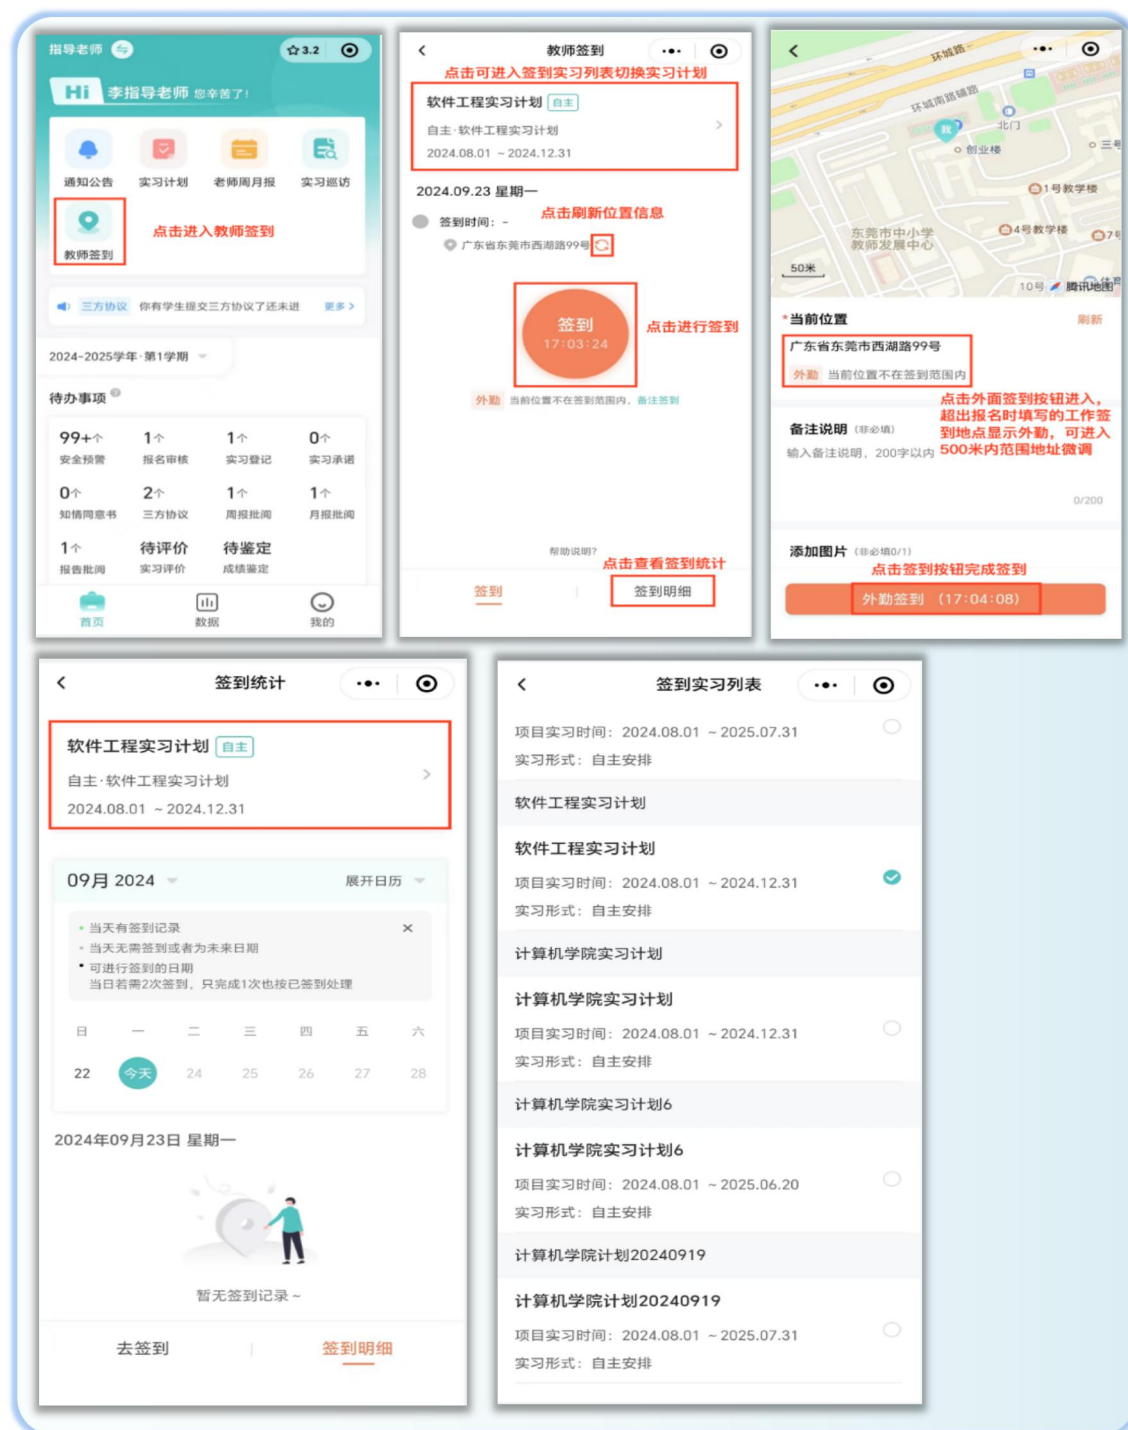 指导老师
☆3.2
Hi 李指导老师 您辛苦了!
通知公告 实习计划 老师周月报 实习巡访
教师签到
点击进入教师签到
三方协议 你有学生提交三方协议了还未进 更多 >
2024-2025学年·第1学期
待办事项
99+个 1个 1个 0个
安全预警 报名审核 实习登记 实习承诺
0个 2个 1个 1个
知情同意书 三方协议 周报批阅 月报批阅
1个 待评价 待鉴定
报告批阅 实习评价 成绩鉴定
首页 数据 我的
教师签到
点击可进入签到实习列表切换实习计划
软件工程实习计划 自主
自主·软件工程实习计划
2024.08.01 ~2024.12.31
2024.09.23 星期一
点击刷新位置信息
签到时间: -
广东省东莞市西湖路99号
签到
17:03:24
点击进行签到
外勤 当前位置不在签到范围内, 备注签到
帮助说明?
点击查看签到统计
签到 签到明细
环城路
环城南路辅路
我
北门
创业楼
三号
1号教学楼
东莞市中小学
教师发展中心
4号教学楼
7号
50米
10号
体育
腾讯地图
*当前位置 刷新
广东省东莞市西湖路99号
外勤 当前位置不在签到范围内
点击外面签到按钮进入,
超出报名时填写的工作签
到地点显示外勤, 可进入
500米内范围地址微调
备注说明 (非必填)
输入备注说明, 200字以内
0/200
添加图片 (非必填0/1)
点击签到按钮完成签到
外勤签到 (17:04:08)
签到统计
软件工程实习计划 自主
自主·软件工程实习计划
2024.08.01 ~2024.12.31
09月 2024 展开日历
当天有签到记录
当天无需签到或者为未来日期
可进行签到的日期
当日若需2次签到, 只完成1次也按已签到处理
日 一 二 三 四 五 六
22 今天 24 25 26 27 28
2024年09月23日 星期一
暂无签到记录 ~
去签到 签到明细
签到实习列表
项目实习时间: 2024.08.01 ~2025.07.31
实习形式: 自主安排
软件工程实习计划
软件工程实习计划
项目实习时间: 2024.08.01 ~2024.12.31
实习形式: 自主安排
计算机学院实习计划
计算机学院实习计划
项目实习时间: 2024.08.01 ~2024.12.31
实习形式: 自主安排
计算机学院实习计划6
计算机学院实习计划6
项目实习时间: 2024.08.01 ~2025.06.20
实习形式: 自主安排
计算机学院计划20240919
计算机学院计划20240919
项目实习时间: 2024.08.01 ~2025.07.31
实习形式: 自主安排